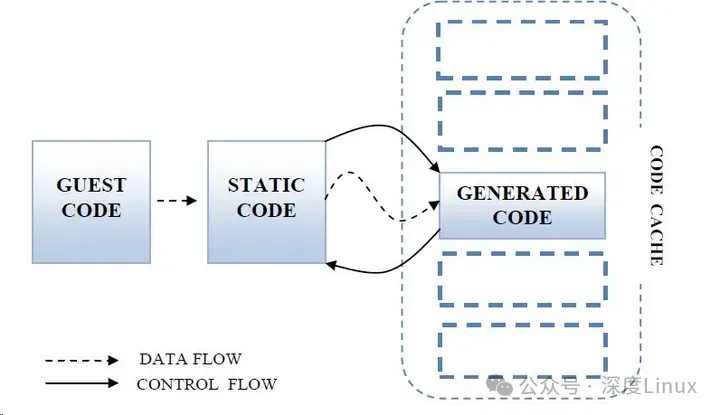 GUEST
CODE
STATIC
CODE
GENERATED
CODE
CODE CACHE
DATA FLOW
CONTROL FLOW
公众号 · 深度Linux